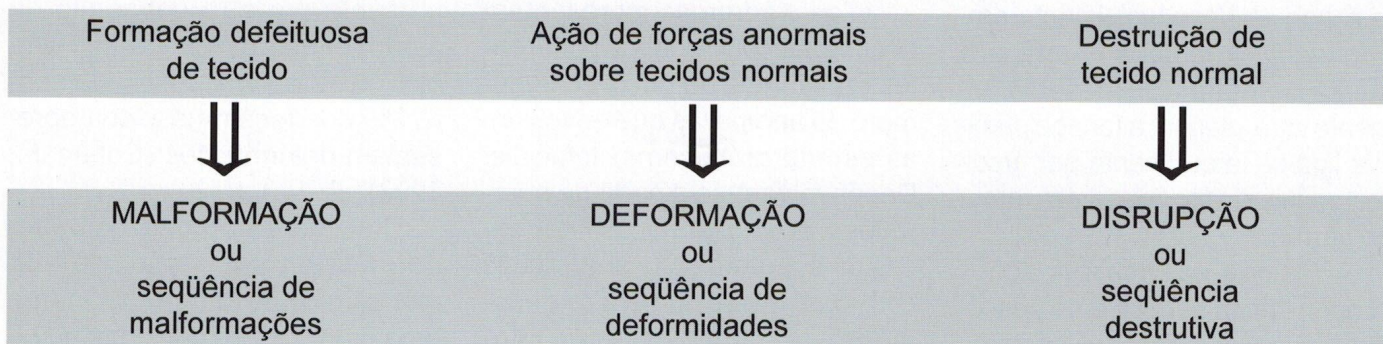 Formação defeituosa
de tecido
Ação de forças anormais
sobre tecidos normais
Destruição de
tecido normal
MALFORMAÇÃO
ou
seqüência de
malformações
DEFORMAÇÃO
ou
seqüência de
deformidades
DISRUPÇÃO
ou
seqüência
destrutiva